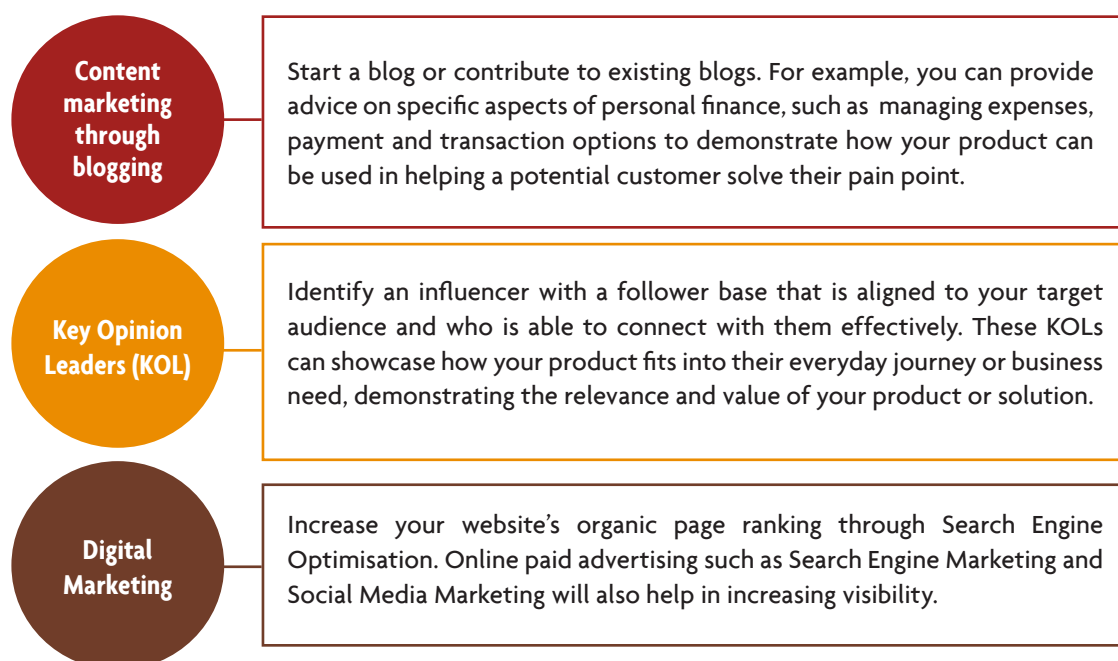 Content
marketing
through
blogging
Start a blog or contribute to existing blogs. For example, you can provide
advice on specific aspects of personal finance, such as managing expenses,
payment and transaction options to demonstrate how your product can
be used in helping a potential customer solve their pain point.
Key Opinion
Leaders (KOL)
Identify an influencer with a follower base that is aligned to your target
audience and who is able to connect with them effectively. These KOLs
can showcase how your product fits into their everyday journey or business
need, demonstrating the relevance and value of your product or solution.
Digital
Marketing
Increase your website’s organic page ranking through Search Engine
Optimisation. Online paid advertising such as Search Engine Marketing and
Social Media Marketing will also help in increasing visibility.